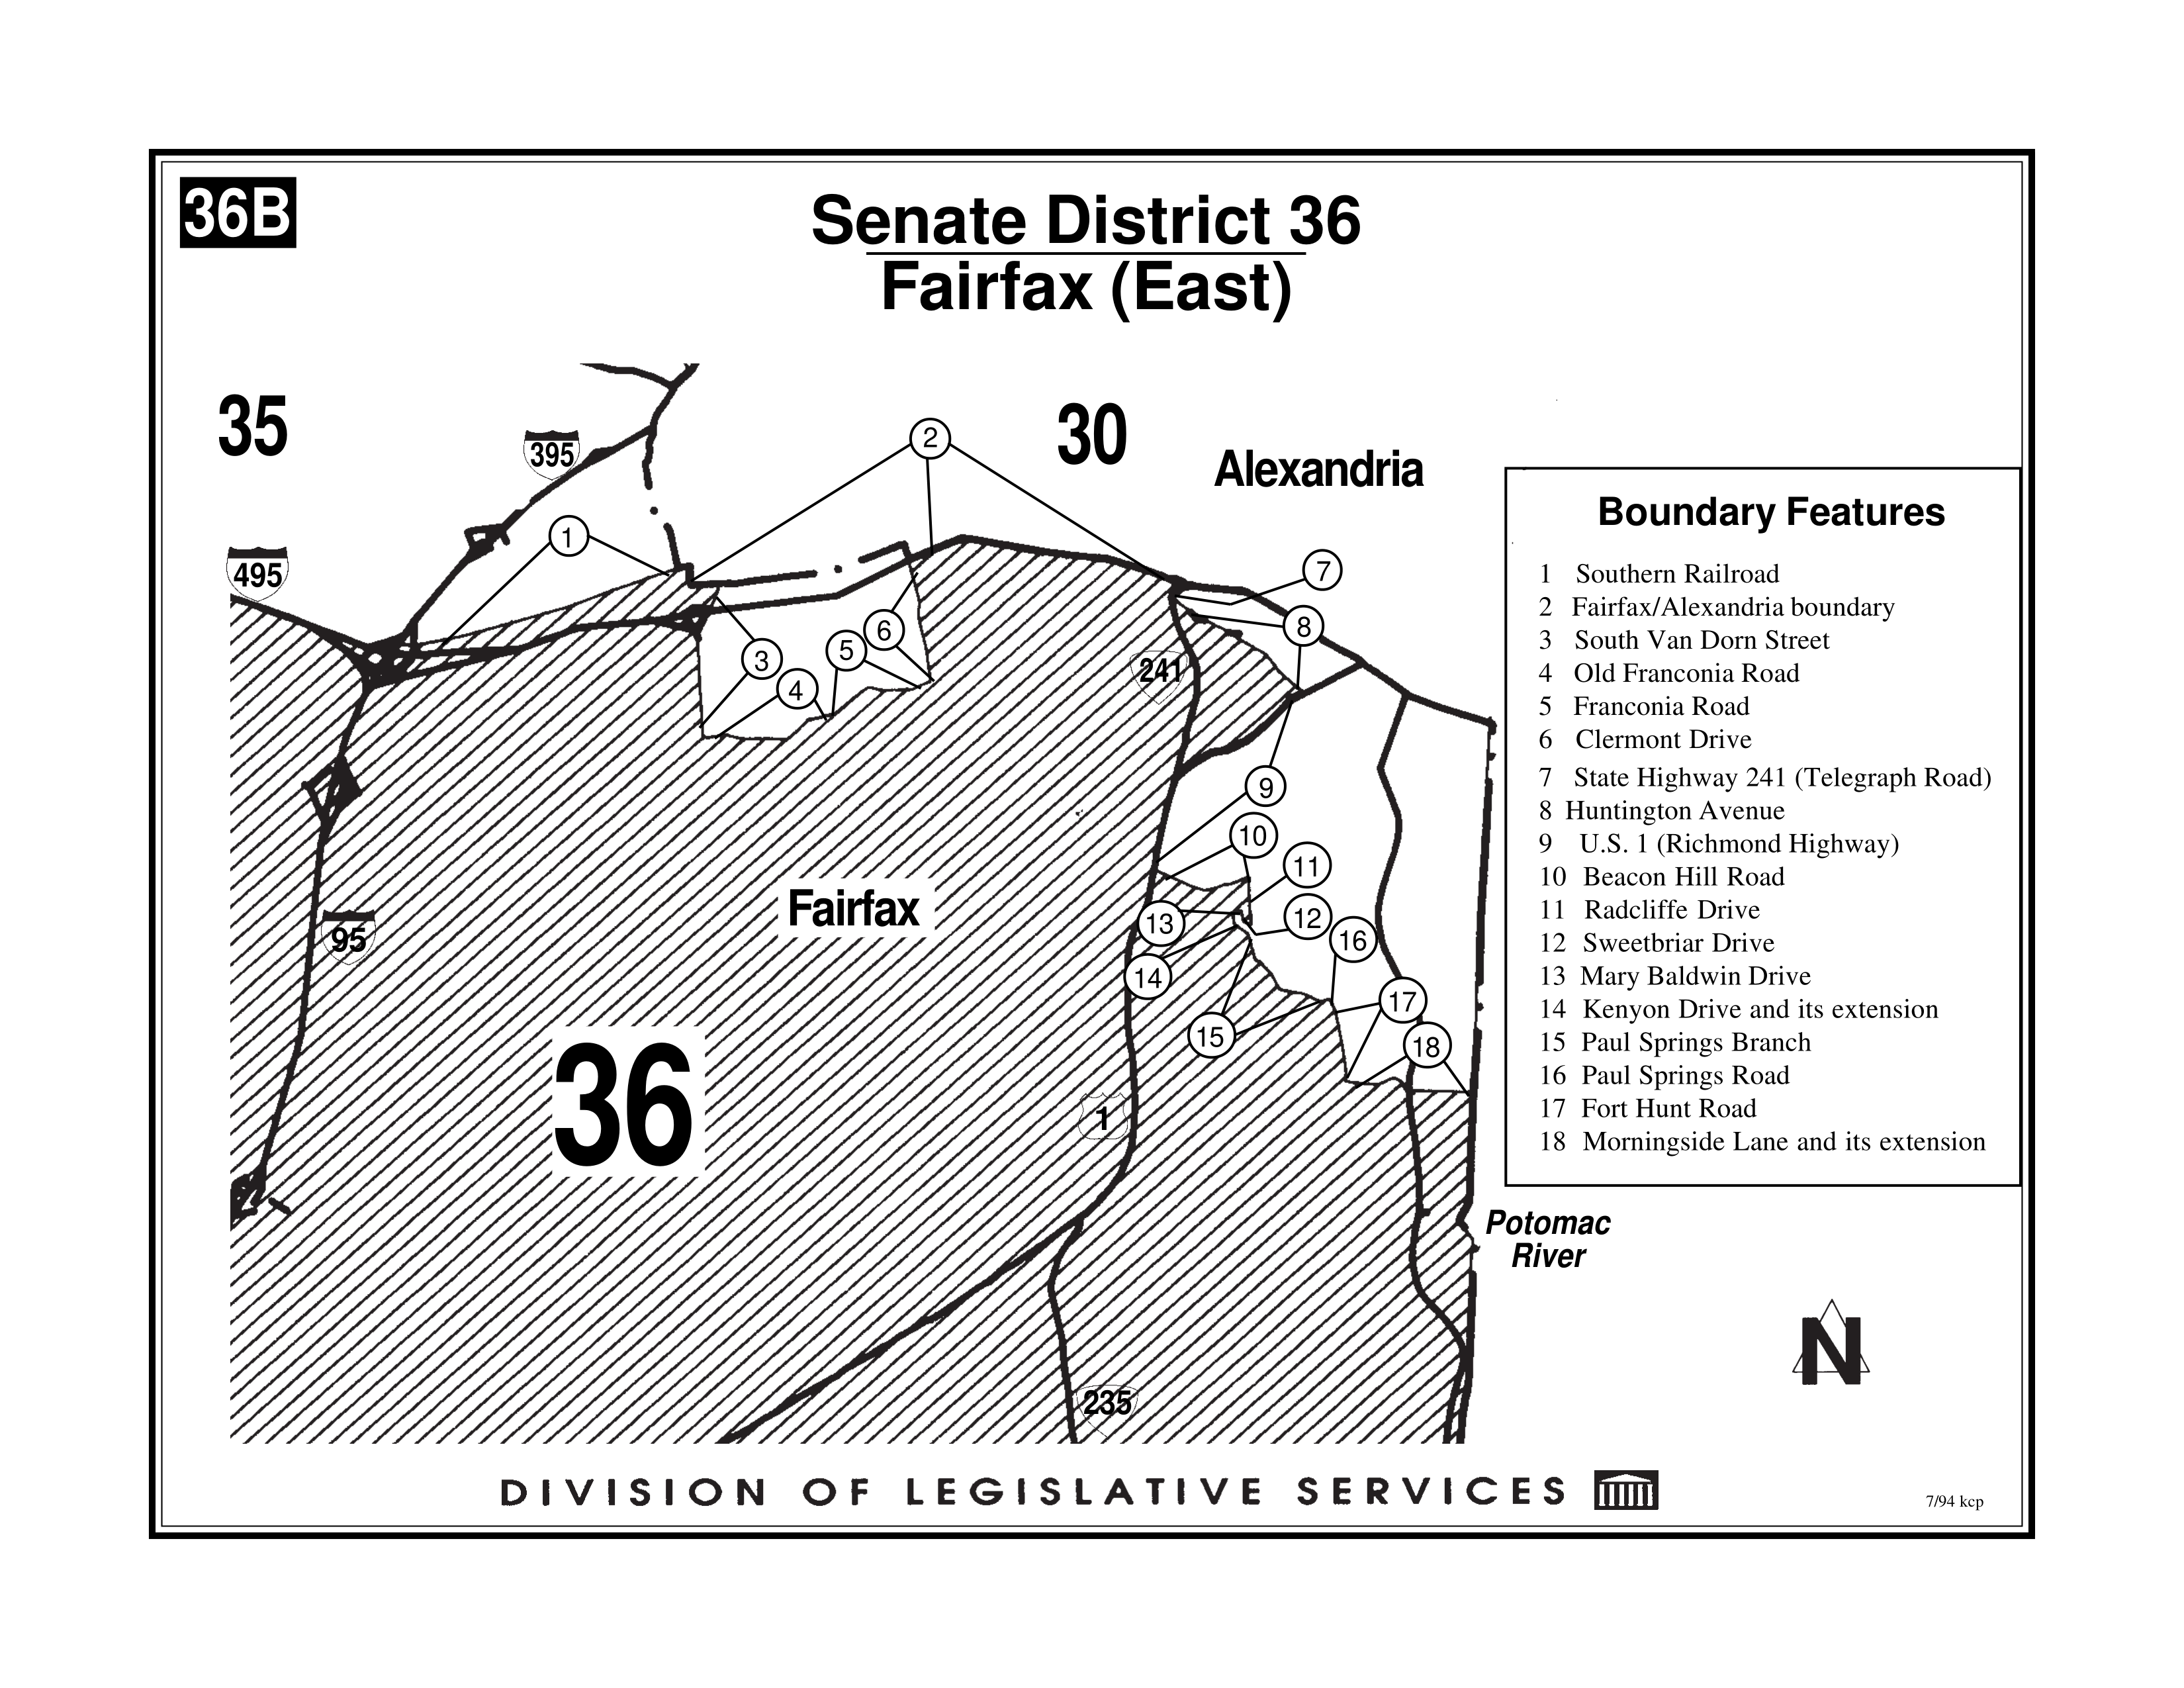 36B
Senate District 36
Fairfax (East)
35
30
395
2
Alexandria
1
495
7
8
6
5
3
4
241
9
10
11
12
13
16
14
17
15
18
Fairfax
95
36
1
235
Boundary Features
1 Southern Railroad
2 Fairfax/Alexandria boundary
3 South Van Dorn Street
4 Old Franconia Road
5 Franconia Road
6 Clermont Drive
7 State Highway 241 (Telegraph Road)
8 Huntington Avenue
9 U.S. 1 (Richmond Highway)
10 Beacon Hill Road
11 Radcliffe Drive
12 Sweetbriar Drive
13 Mary Baldwin Drive
14 Kenyon Drive and its extension
15 Paul Springs Branch
16 Paul Springs Road
17 Fort Hunt Road
18 Morningside Lane and its extension
Potomac
River
N
DIVISION OF LEGISLATIVE SERVICES
7/94 kcp